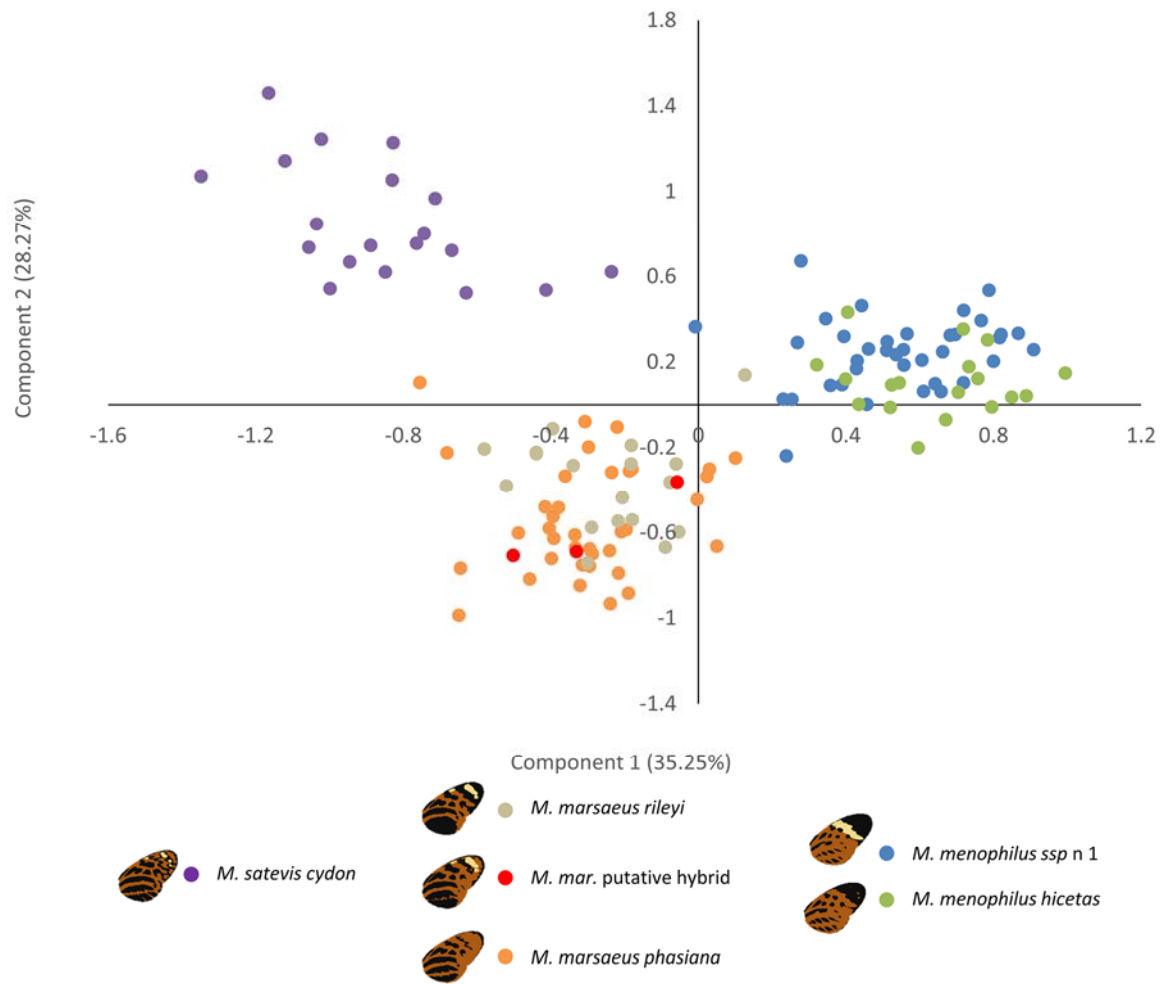 1.8
1.4
1
0.6
0.2
-1.6 -1.2 -0.8 -0.4 0 0.4 0.8 1.2
-0.2
-0.6
-1
-1.4
Component 2 (28.27%)
Component 1 (35.25%)
M. marsaeus rileyi
M. satevis cydon
M. mar. putative hybrid
M. marsaeus phasiana
M. menophilus ssp n 1
M. menophilus hicetas